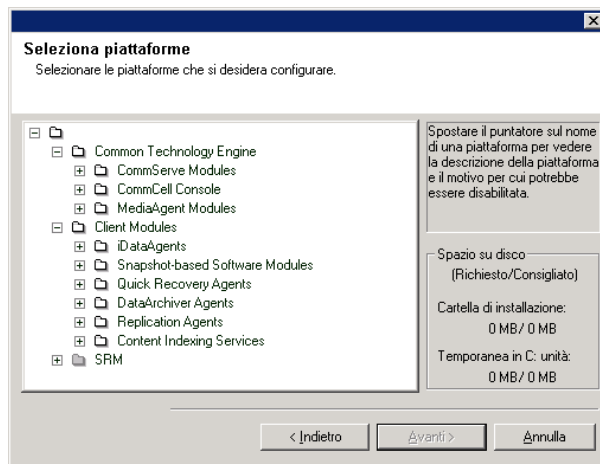 Seleziona piattaforme
Selezionare le piattaforme che si desidera configurare.
Common Technology Engine
CommServe Modules
CommCell Console
MediaAgent Modules
Client Modules
iDataAgents
Snapshot-based Software Modules
Quick Recovery Agents
DataArchiver Agents
Replication Agents
Content Indexing Services
SRM
Spostare il puntatore sul nome
di una piattaforma per vedere
la descrizione della piattaforma
e il motivo per cui potrebbe
essere disabilitata.
Spazio su disco
(Richiesto/Consigliato)
Cartella di installazione:
0 MB/ 0 MB
Temporanea in C: unità:
0 MB/ 0 MB
< Indietro
Avanti >
Annulla